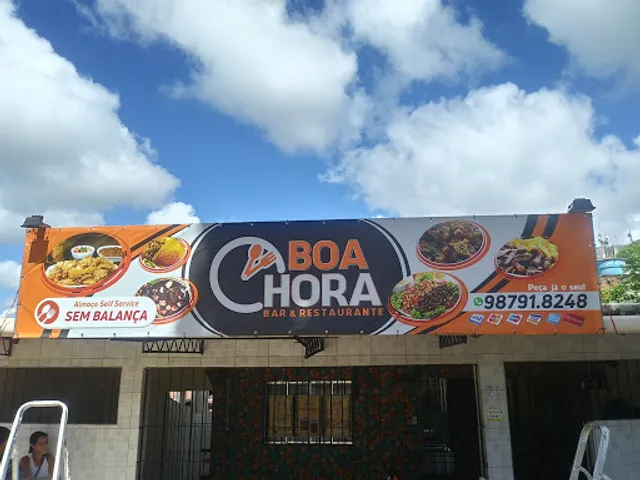 BOA
HORA
BAR & RESTAURANTE
Almoço Self Service
SEM BALANÇA
Peça já o seu!
98791.8248